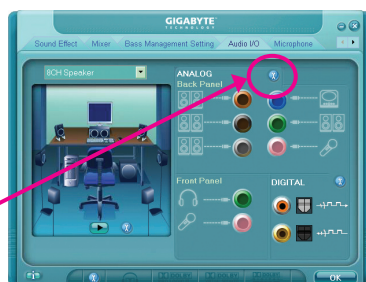 GIGABYTE
TECHNOLOGY
Sound Effect Mixer Bass Management Setting Audio I/O Microphone
8CH Speaker
ANALOG
Back Panel
Front Panel
DIGITAL
OK